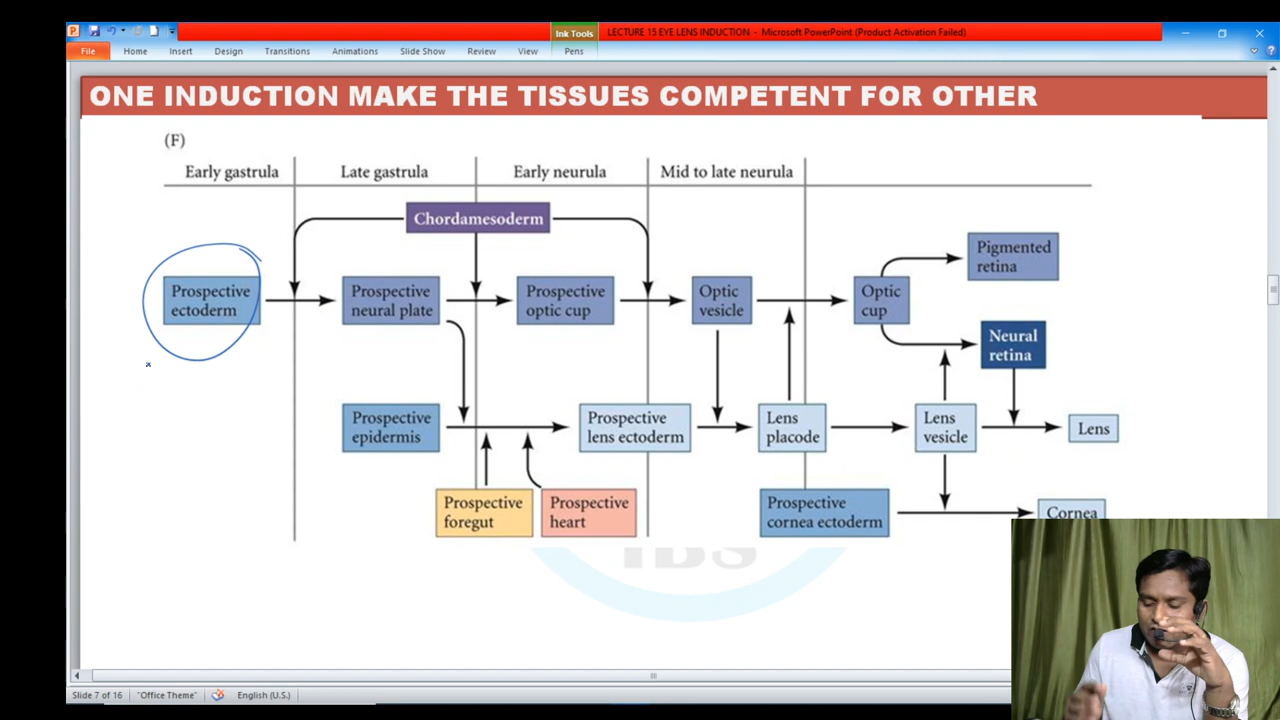 Ink Tools
LECTURE 15 EYE LENS INDUCTION - Microsoft PowerPoint (Product Activation Failed)
File Home Insert Design Transitions Animations Slide Show Review View Pens
ONE INDUCTION MAKE THE TISSUES COMPETENT FOR OTHER
(F)
Early gastrula Late gastrula Early neurula Mid to late neurula
Chordamesoderm
Pigmented
retina
Prospective
ectoderm
Prospective
neural plate
Prospective
optic cup
Optic
vesicle
Optic
cup
Neural
retina
Prospective
epidermis
Prospective
lens ectoderm
Lens
placode
Lens
vesicle
Lens
Prospective
foregut
Prospective
heart
Prospective
cornea ectoderm
Cornea
IBS
Slide 7 of 16 "Office Theme" English (U.S.)